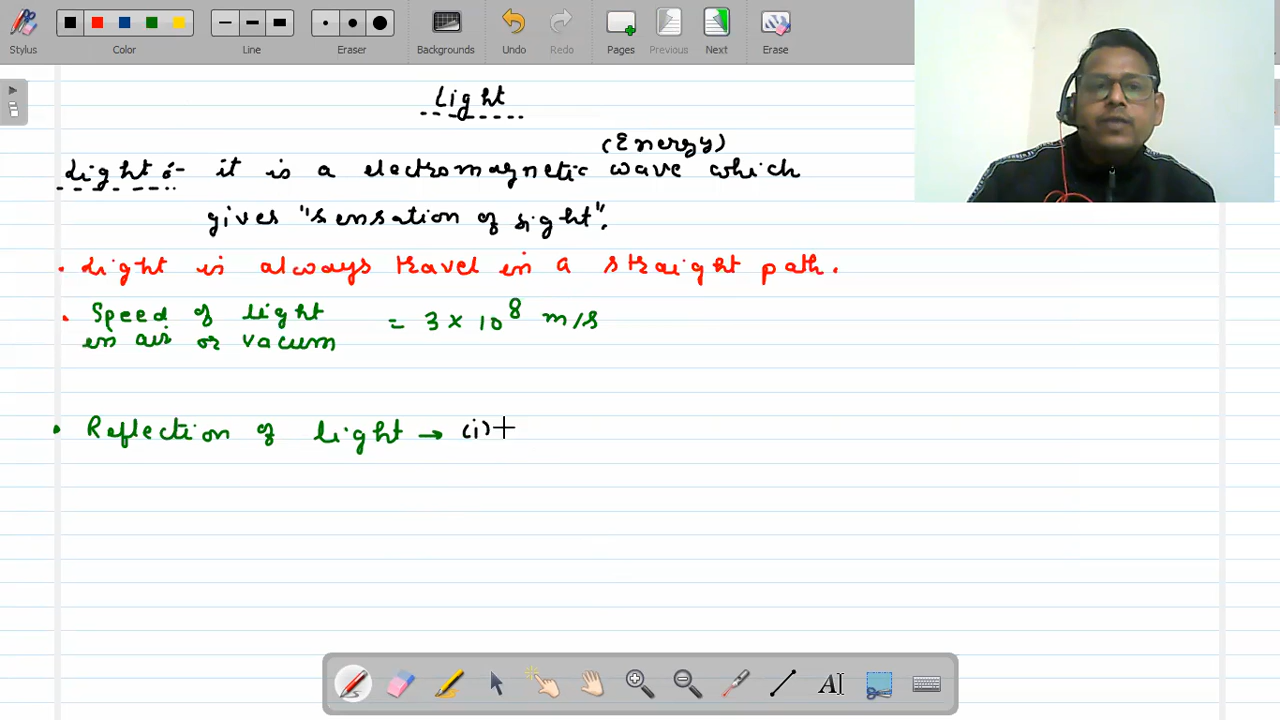 Stylus
Color
Line
Eraser
Backgrounds
Undo
Redo
Pages
Previous
Next
Erase
Light
(Energy)
Light :- it is a electromagnetic wave which
gives "sensation of sight".
• Light is always travel in a straight path.
• Speed of light
in air or vacum = 3 × 10⁸ m/s
• Reflection of light → (i)
A